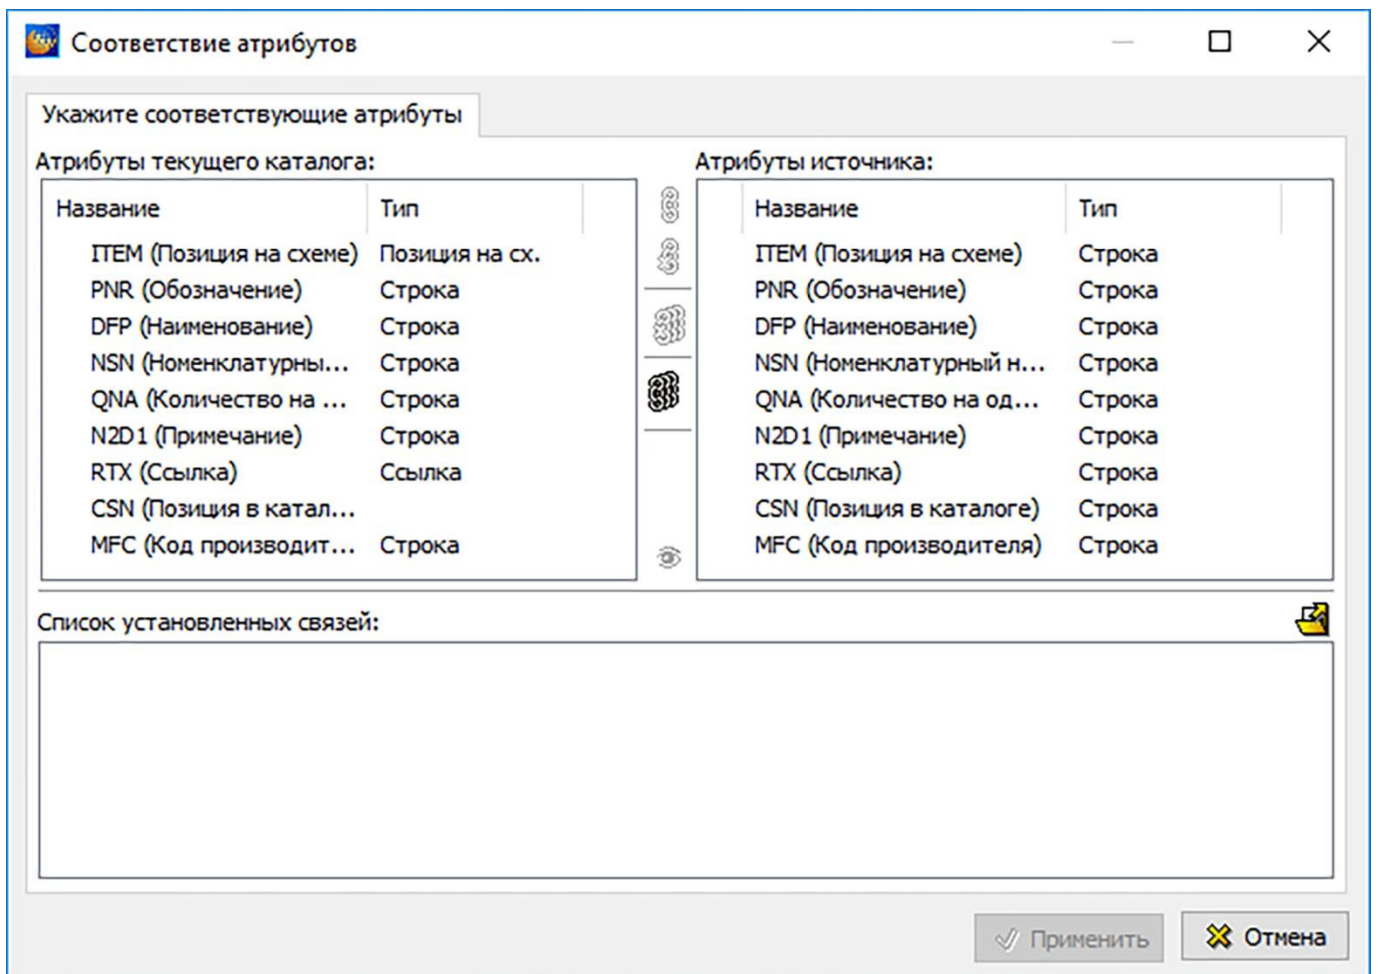 Соответствие атрибутов
Укажите соответствующие атрибуты
Атрибуты текущего каталога:
Название Тип
ITEM (Позиция на схеме) Позиция на сх.
PNR (Обозначение) Строка
DFP (Наименование) Строка
NSN (Номенклатурны... Строка
QNA (Количество на ... Строка
N2D1 (Примечание) Строка
RTX (Ссылка) Ссылка
CSN (Позиция в катал...
MFC (Код производит... Строка
Атрибуты источника:
Название Тип
ITEM (Позиция на схеме) Строка
PNR (Обозначение) Строка
DFP (Наименование) Строка
NSN (Номенклатурный н... Строка
QNA (Количество на од... Строка
N2D1 (Примечание) Строка
RTX (Ссылка) Строка
CSN (Позиция в каталоге) Строка
MFC (Код производителя) Строка
Список установленных связей:
Применить
Отмена